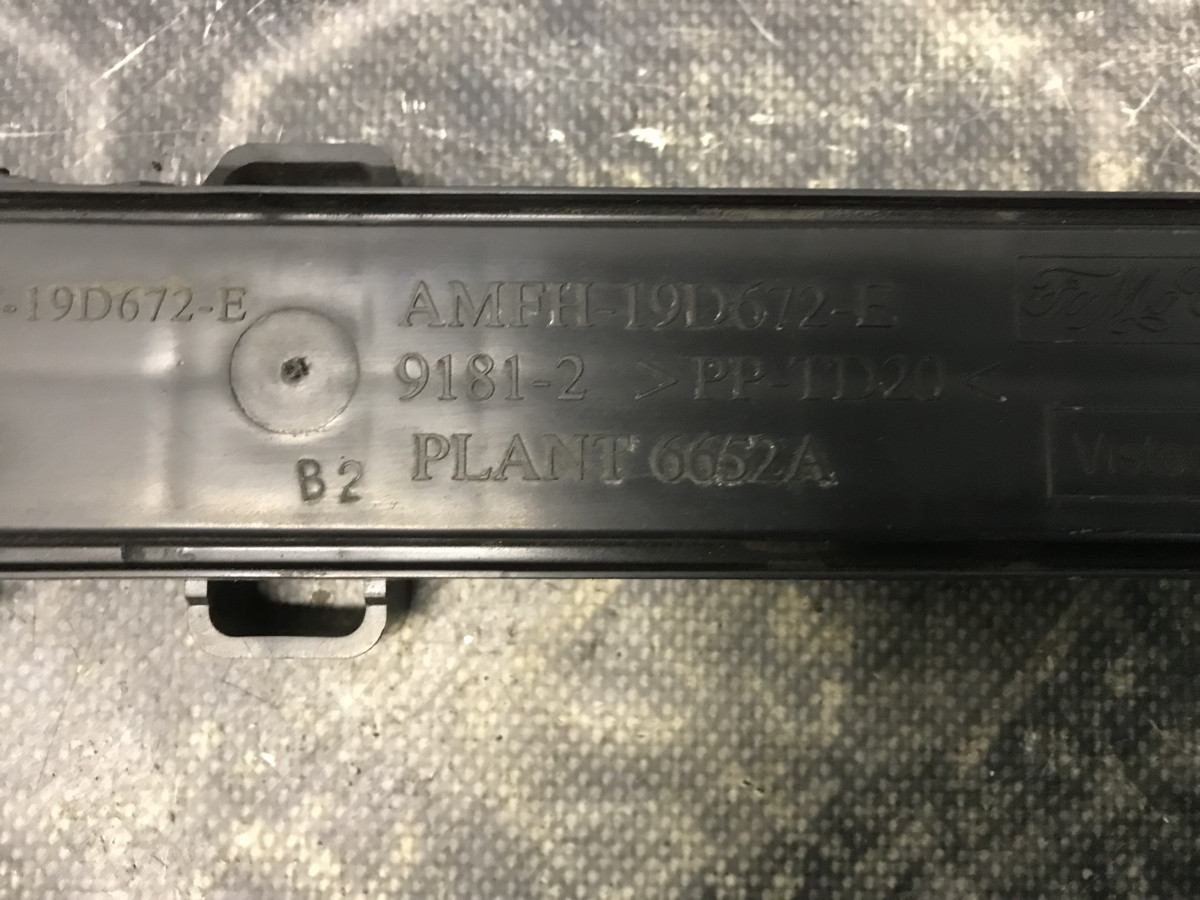 -19D672-E
AMFH-19D672-E
9181-2 >PP-TD20<
PLANT 6652A
B2